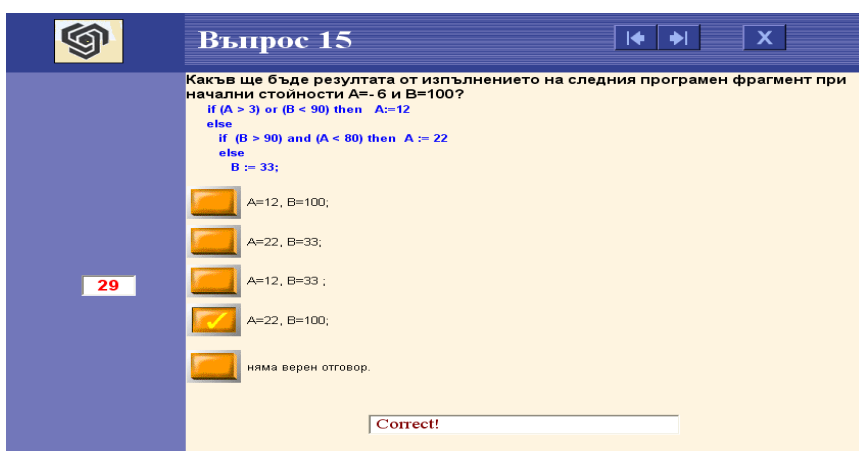 Въпрос 15
X
Какъв ще бъде резултата от изпълнението на следния програмен фрагмент при
начални стойности A=- 6 и B=100?
if (A > 3) or (B < 90) then A:=12
else
if (B > 90) and (A < 80) then A := 22
else
B := 33;
A=12, B=100;
A=22, B=33;
A=12, B=33 ;
29
A=22, B=100;
няма верен отговор.
Correct!